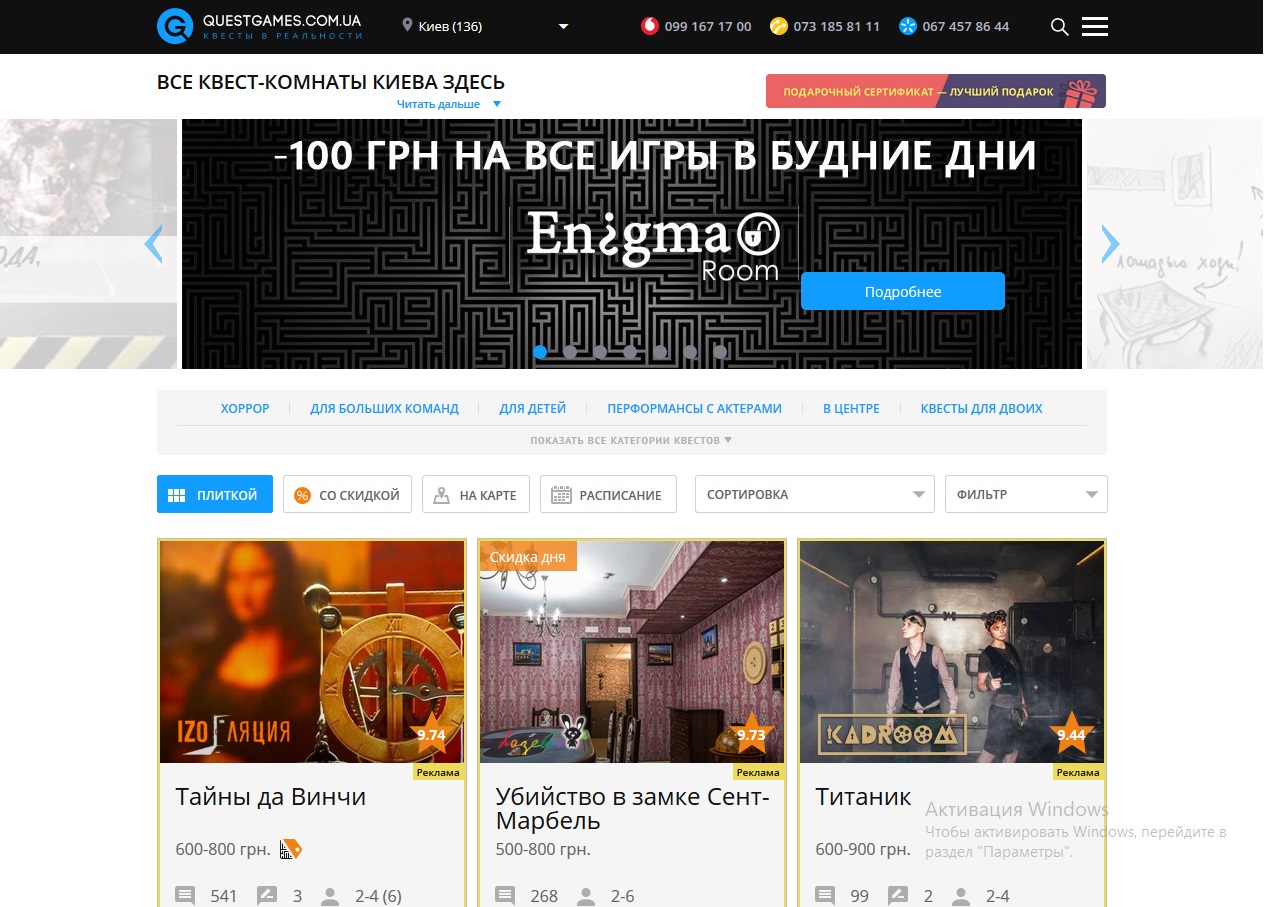 QUESTGAMES.COM.UA
КВЕСТЫ В РЕАЛЬНОСТИ
Киев (136)
099 167 17 00
073 185 81 11
067 457 86 44
ВСЕ КВЕСТ-КОМНАТЫ КИЕВА ЗДЕСЬ
Читать дальше
ПОДАРОЧНЫЙ СЕРТИФИКАТ — ЛУЧШИЙ ПОДАРОК
-100 ГРН НА ВСЕ ИГРЫ В БУДНИЕ ДНИ
Enigma
Room
Подробнее
ОДА,
лошадью ходи!
ХОРРОР
ДЛЯ БОЛЬШИХ КОМАНД
ДЛЯ ДЕТЕЙ
ПЕРФОРМАНСЫ С АКТЕРАМИ
В ЦЕНТРЕ
КВЕСТЫ ДЛЯ ДВОИХ
ПОКАЗАТЬ ВСЕ КАТЕГОРИИ КВЕСТОВ
ПЛИТКОЙ
% СО СКИДКОЙ
НА КАРТЕ
РАСПИСАНИЕ
СОРТИРОВКА
ФИЛЬТР
IZOЛЯЦИЯ
9.74
Реклама
Тайны да Винчи
600-800 грн.
541 3 2-4 (6)
Скидка дня
9.73
Реклама
Убийство в замке Сент-
Марбель
500-800 грн.
268 2-6
KADROOM
9.44
Реклама
Титаник
600-900 грн.
99 2 2-4
Активация Windows
Чтобы активировать Windows, перейдите в
раздел "Параметры".